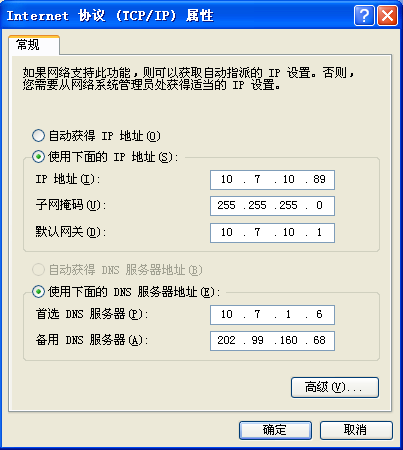 Internet 协议 (TCP/IP) 属性
常规
如果网络支持此功能，则可以获取自动指派的 IP 设置。否则，
您需要从网络系统管理员处获得适当的 IP 设置。
自动获得 IP 地址(O)
使用下面的 IP 地址(S):
IP 地址(I): 10 . 7 . 10 . 89
子网掩码(U): 255 .255 .255 . 0
默认网关(D): 10 . 7 . 10 . 1
自动获得 DNS 服务器地址(B)
使用下面的 DNS 服务器地址(E):
首选 DNS 服务器(P): 10 . 7 . 1 . 6
备用 DNS 服务器(A): 202 . 99 .160 . 68
高级(V)...
确定 取消